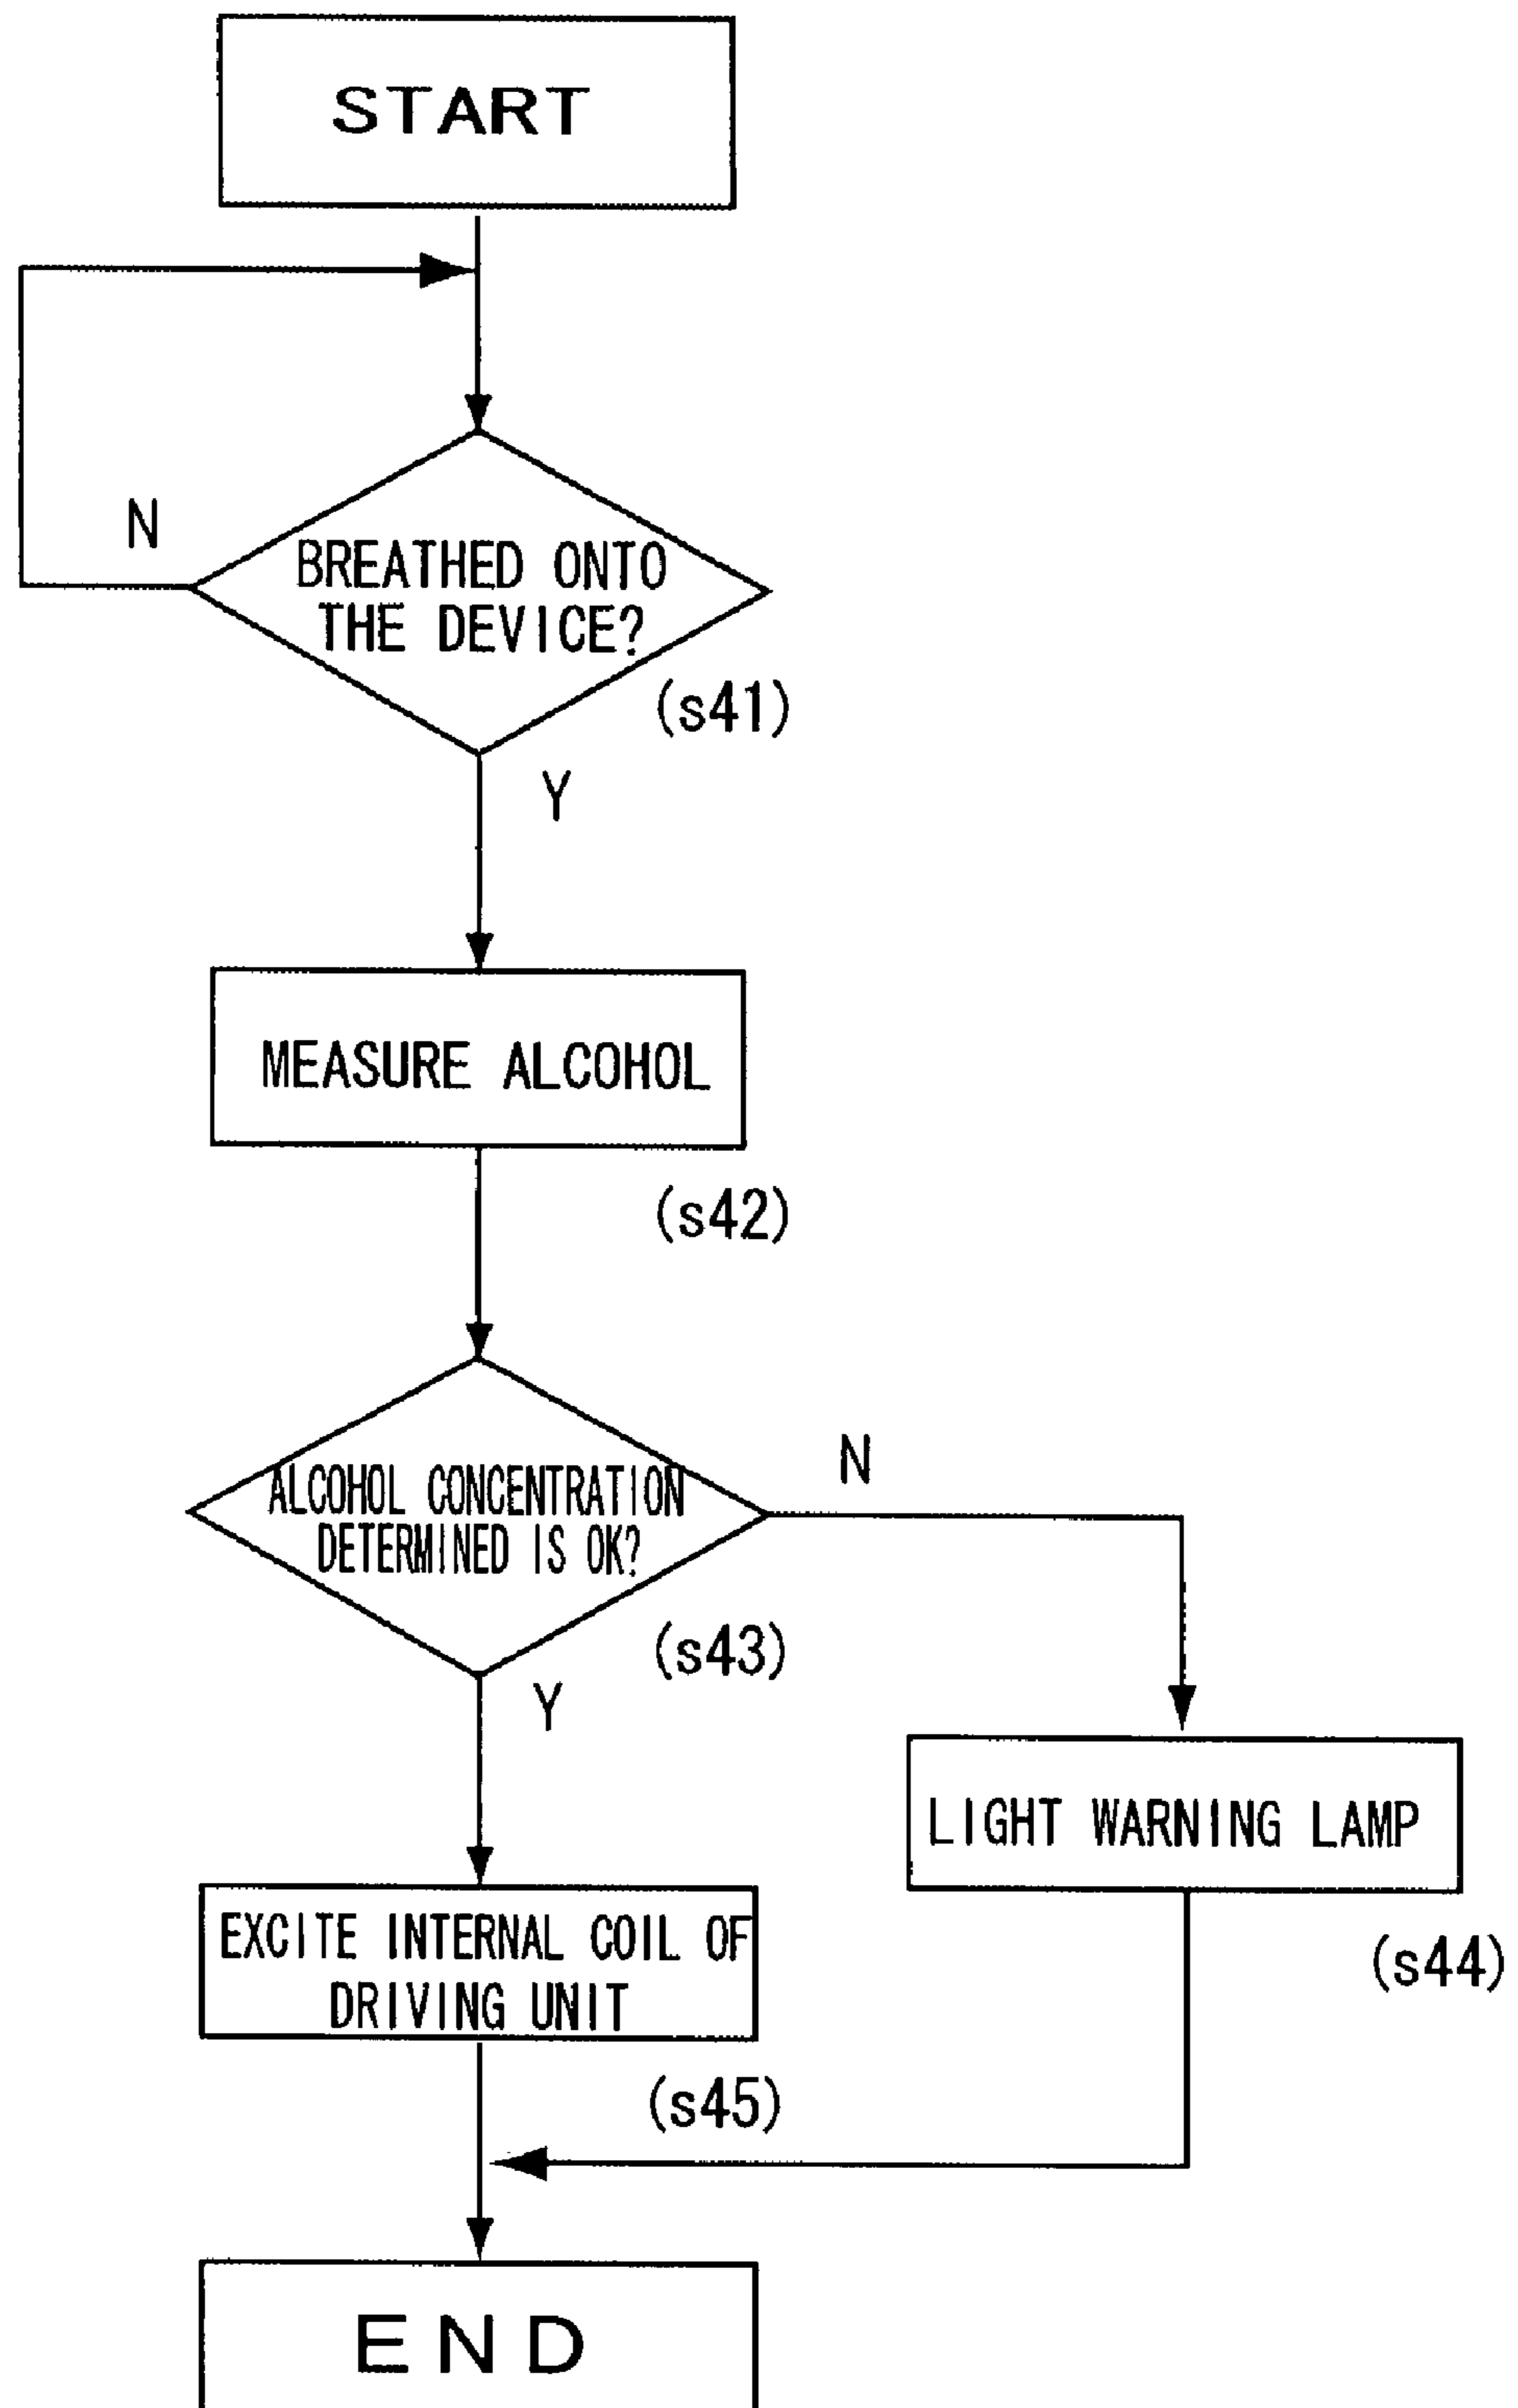 START
N
BREATHED ONTO
THE DEVICE?
(s41)
Y
MEASURE ALCOHOL
(s42)
N
ALCOHOL CONCENTRATION
DETERMINED IS OK?
(s43)
Y
LIGHT WARNING LAMP
(s44)
EXCITE INTERNAL COIL OF
DRIVING UNIT
(s45)
END